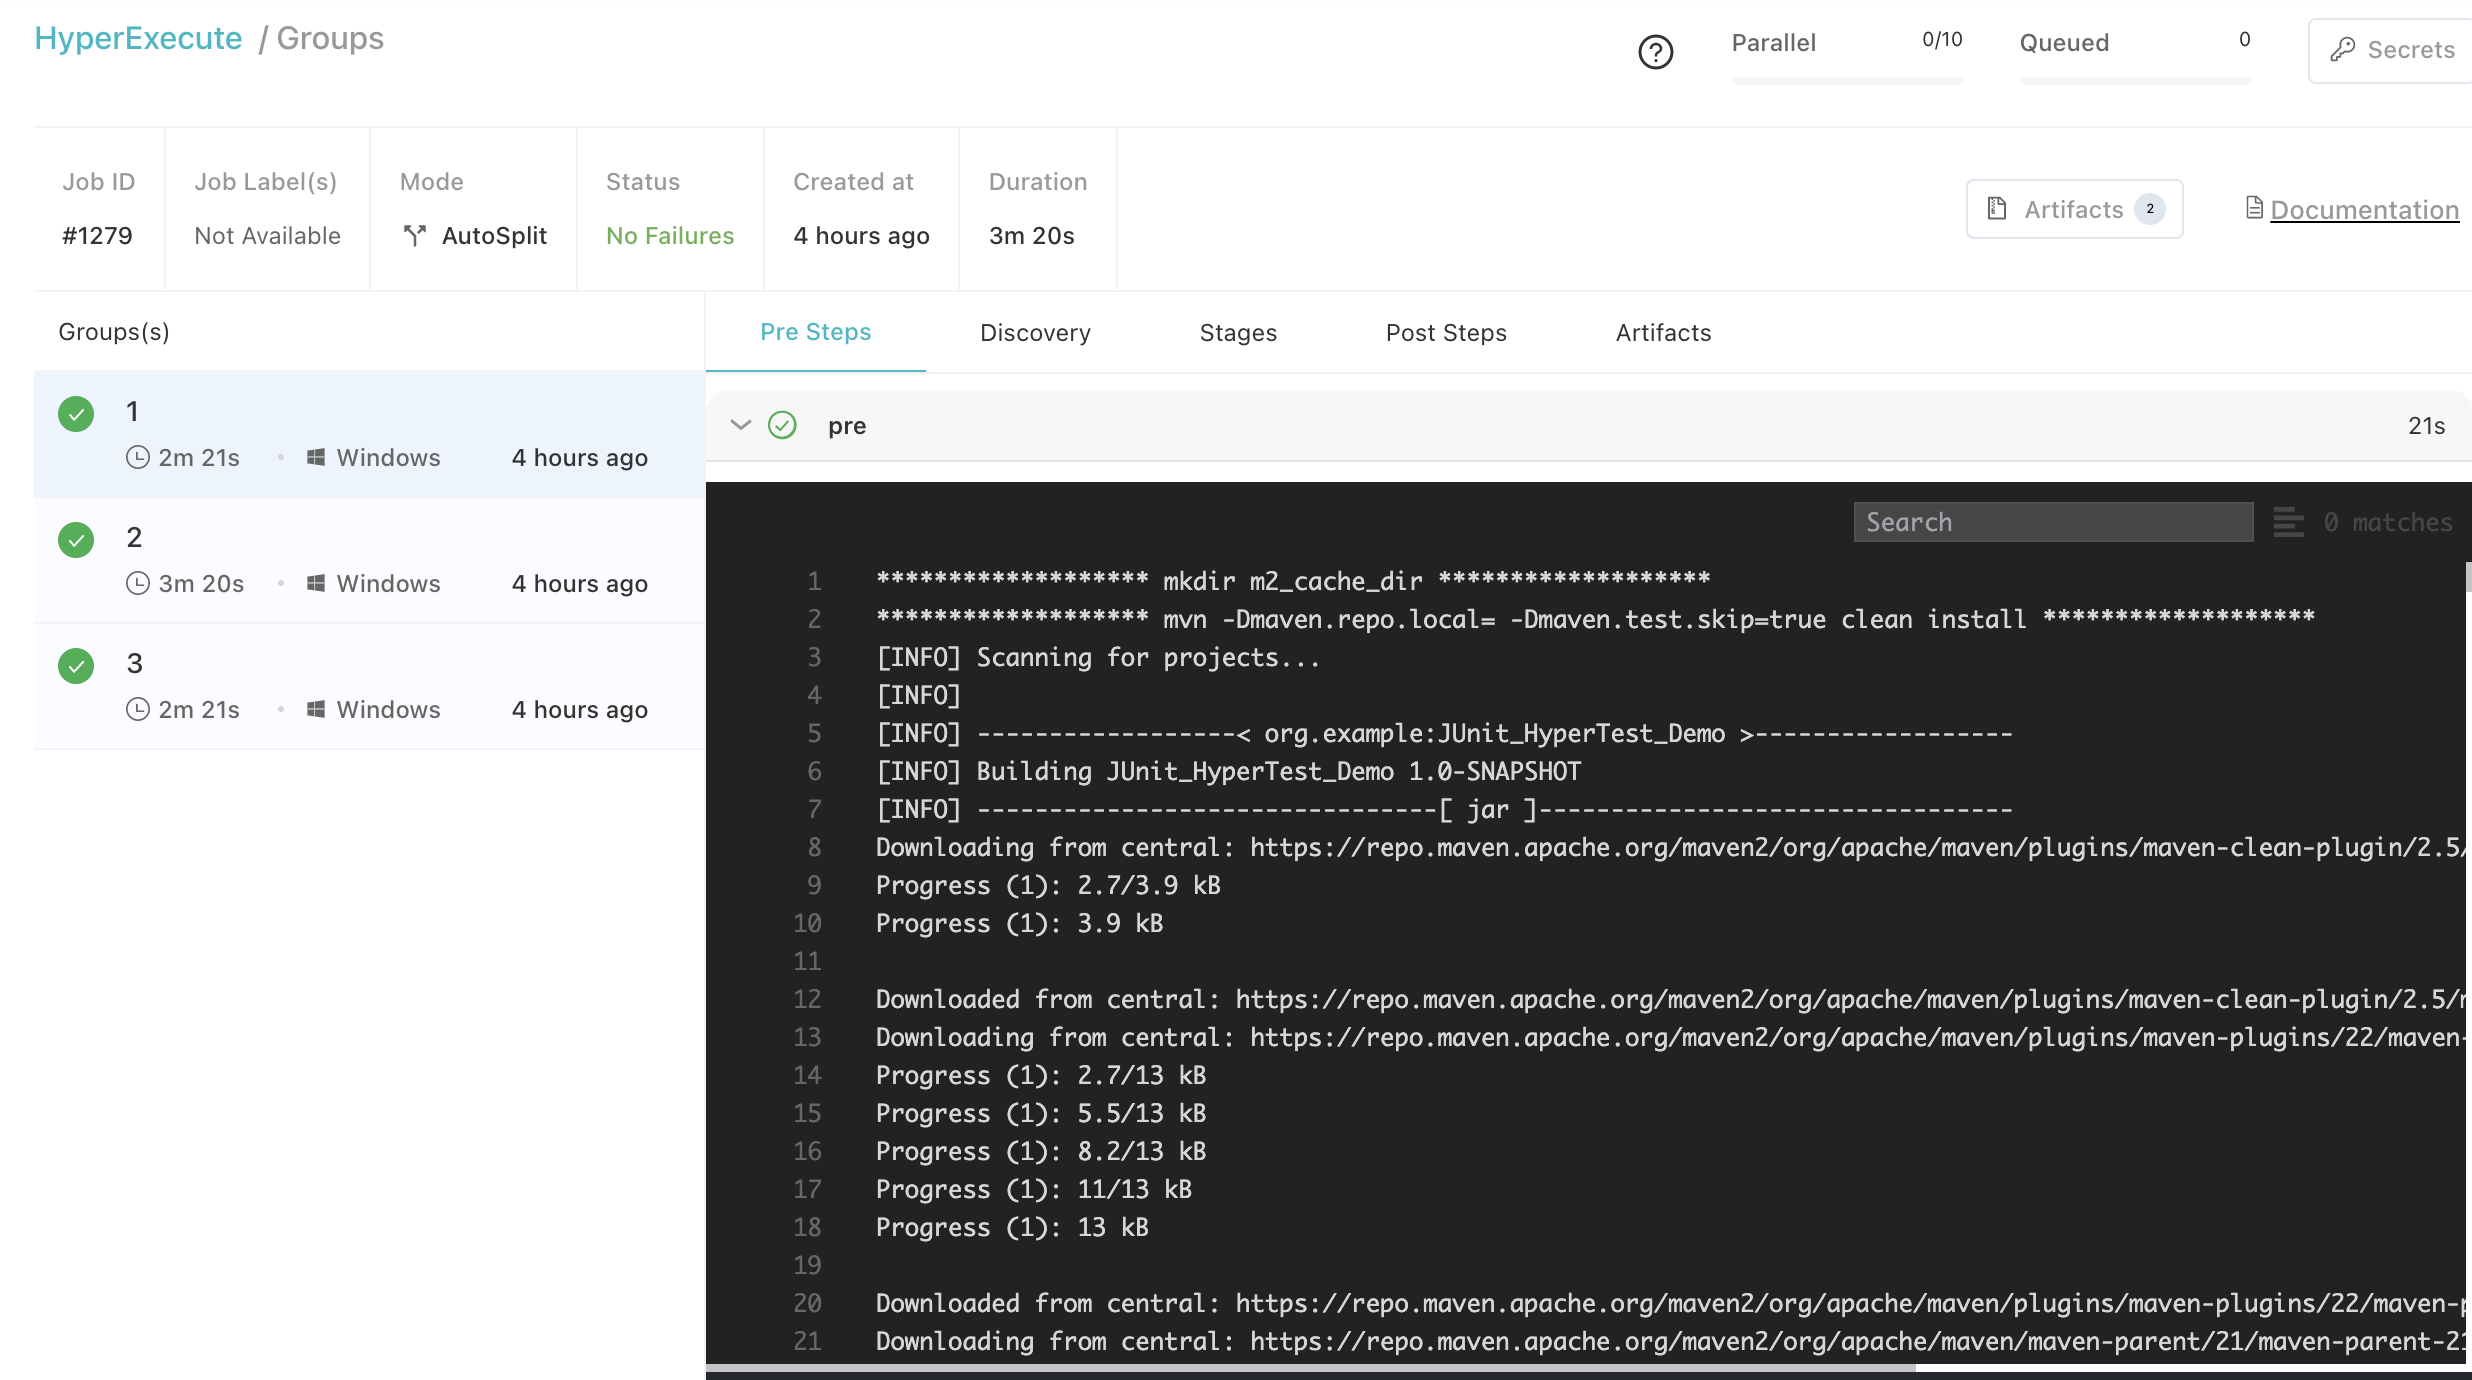 HyperExecute / Groups
Parallel 0/10 Queued 0 Secrets
Job ID Job Label(s) Mode Status Created at Duration
#1279 Not Available AutoSplit No Failures 4 hours ago 3m 20s
Artifacts 2 Documentation
Groups(s)
1
2m 21s • Windows 4 hours ago
2
3m 20s • Windows 4 hours ago
3
2m 21s • Windows 4 hours ago
Pre Steps Discovery Stages Post Steps Artifacts
pre 21s
Search 0 matches
1 ******************* mkdir m2_cache_dir *******************
2 ******************* mvn -Dmaven.repo.local= -Dmaven.test.skip=true clean install *******************
3 [INFO] Scanning for projects...
4 [INFO]
5 [INFO] ------------------< org.example:JUnit_HyperTest_Demo >------------------
6 [INFO] Building JUnit_HyperTest_Demo 1.0-SNAPSHOT
7 [INFO] --------------------------------[ jar ]---------------------------------
8 Downloading from central: https://repo.maven.apache.org/maven2/org/apache/maven/plugins/maven-clean-plugin/2.5/
9 Progress (1): 2.7/3.9 kB
10 Progress (1): 3.9 kB
11
12 Downloaded from central: https://repo.maven.apache.org/maven2/org/apache/maven/plugins/maven-clean-plugin/2.5/
13 Downloading from central: https://repo.maven.apache.org/maven2/org/apache/maven/plugins/maven-plugins/22/maven-
14 Progress (1): 2.7/13 kB
15 Progress (1): 5.5/13 kB
16 Progress (1): 8.2/13 kB
17 Progress (1): 11/13 kB
18 Progress (1): 13 kB
19
20 Downloaded from central: https://repo.maven.apache.org/maven2/org/apache/maven/plugins/maven-plugins/22/maven-p
21 Downloading from central: https://repo.maven.apache.org/maven2/org/apache/maven/maven-parent/21/maven-parent-21